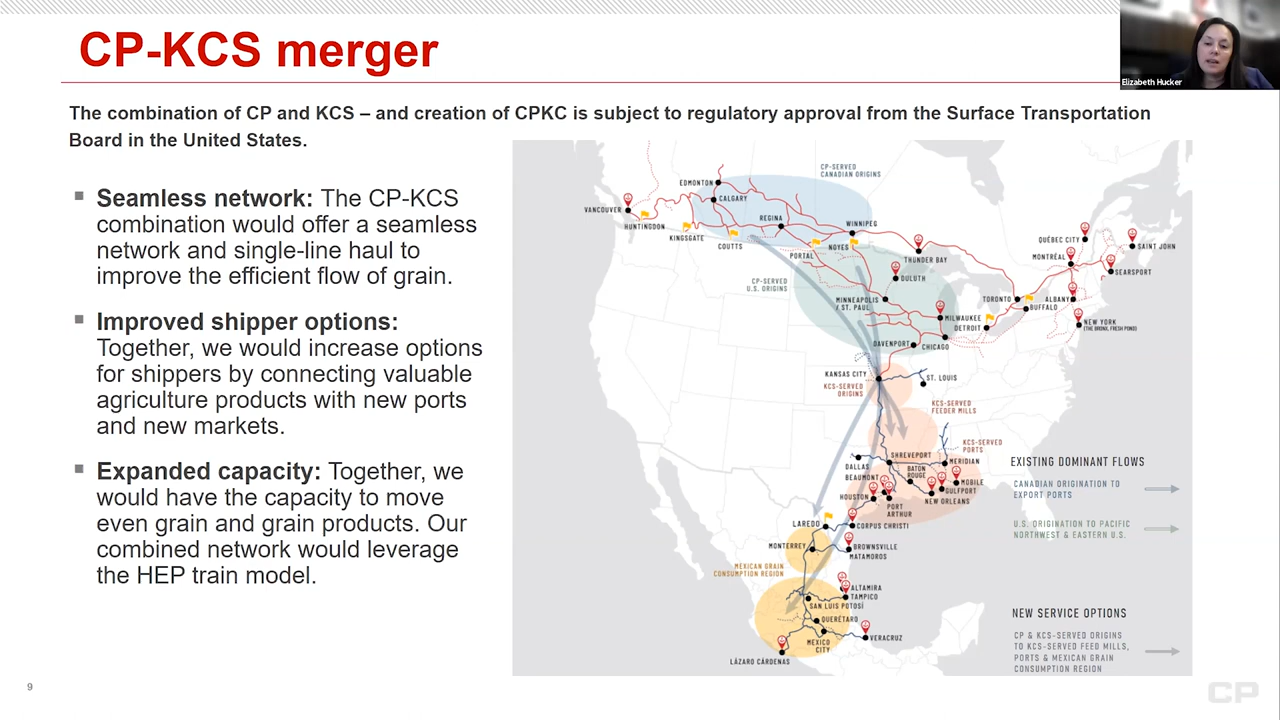 CP-KCS merger
Elizabeth Hucker
The combination of CP and KCS – and creation of CPKC is subject to regulatory approval from the Surface Transportation
Board in the United States.
Seamless network: The CP-KCS
combination would offer a seamless
network and single-line haul to
improve the efficient flow of grain.
Improved shipper options:
Together, we would increase options
for shippers by connecting valuable
agriculture products with new ports
and new markets.
Expanded capacity: Together, we
would have the capacity to move
even grain and grain products. Our
combined network would leverage
the HEP train model.
CP-SERVED
CANADIAN ORIGINS
EDMONTON
CALGARY
VANCOUVER
HUNTINGDON
KINGSGATE
COUTTS
REGINA
WINNIPEG
PORTAL
NOYES
THUNDER BAY
QUÉBEC CITY
SAINT JOHN
MONTRÉAL
SEARSPORT
CP-SERVED
U.S. ORIGINS
DULUTH
MINNEAPOLIS
/ ST. PAUL
TORONTO
ALBANY
BUFFALO
MILWAUKEE
DETROIT
NEW YORK
(THE BRONX, FRESH POND)
DAVENPORT
CHICAGO
KANSAS CITY
ST. LOUIS
KCS-SERVED
ORIGINS
KCS-SERVED
FEEDER MILLS
KCS-SERVED
PORTS
SHREVEPORT
MERIDIAN
DALLAS
BATON
ROUGE
BEAUMONT
MOBILE
GULFPORT
HOUSTON
NEW ORLEANS
PORT
ARTHUR
LAREDO
CORPUS CHRISTI
MONTERREY
BROWNSVILLE
MATAMOROS
MEXICAN GRAIN
CONSUMPTION REGION
ALTAMIRA
TAMPICO
SAN LUIS POTOSÍ
QUERÉTARO
MEXICO
CITY
VERACRUZ
LÁZARO CÁRDENAS
EXISTING DOMINANT FLOWS
CANADIAN ORIGINATION TO
EXPORT PORTS
U.S. ORIGINATION TO PACIFIC
NORTHWEST & EASTERN U.S.
NEW SERVICE OPTIONS
CP & KCS-SERVED ORIGINS
TO KCS-SERVED FEED MILLS,
PORTS & MEXICAN GRAIN
CONSUMPTION REGION
9
CP